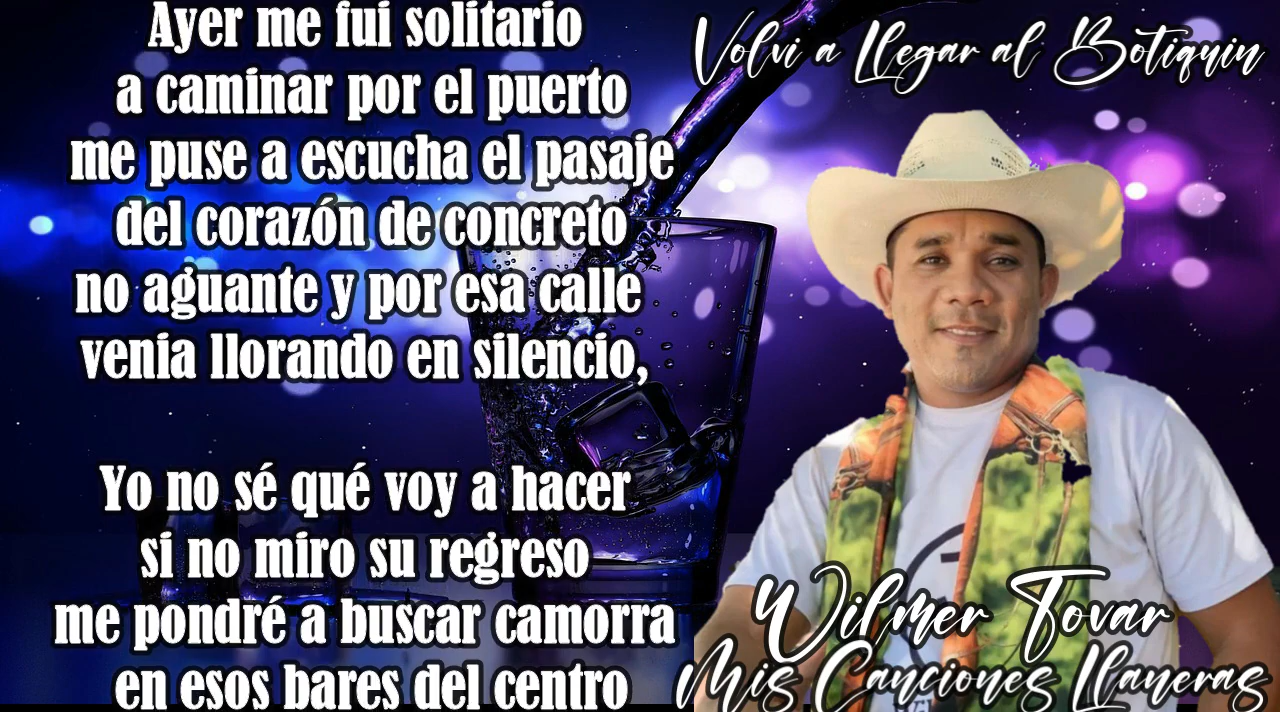 Ayer me fui solitario
a caminar por el puerto
me puse a escucha el pasaje
del corazón de concreto
no aguante y por esa calle
venia llorando en silencio,
Yo no sé qué voy a hacer
si no miro su regreso
me pondré a buscar camorra
en esos bares del centro
Volvi a Llegar al Botiquin
Wilmer Tovar
Mis Canciones Llaneras